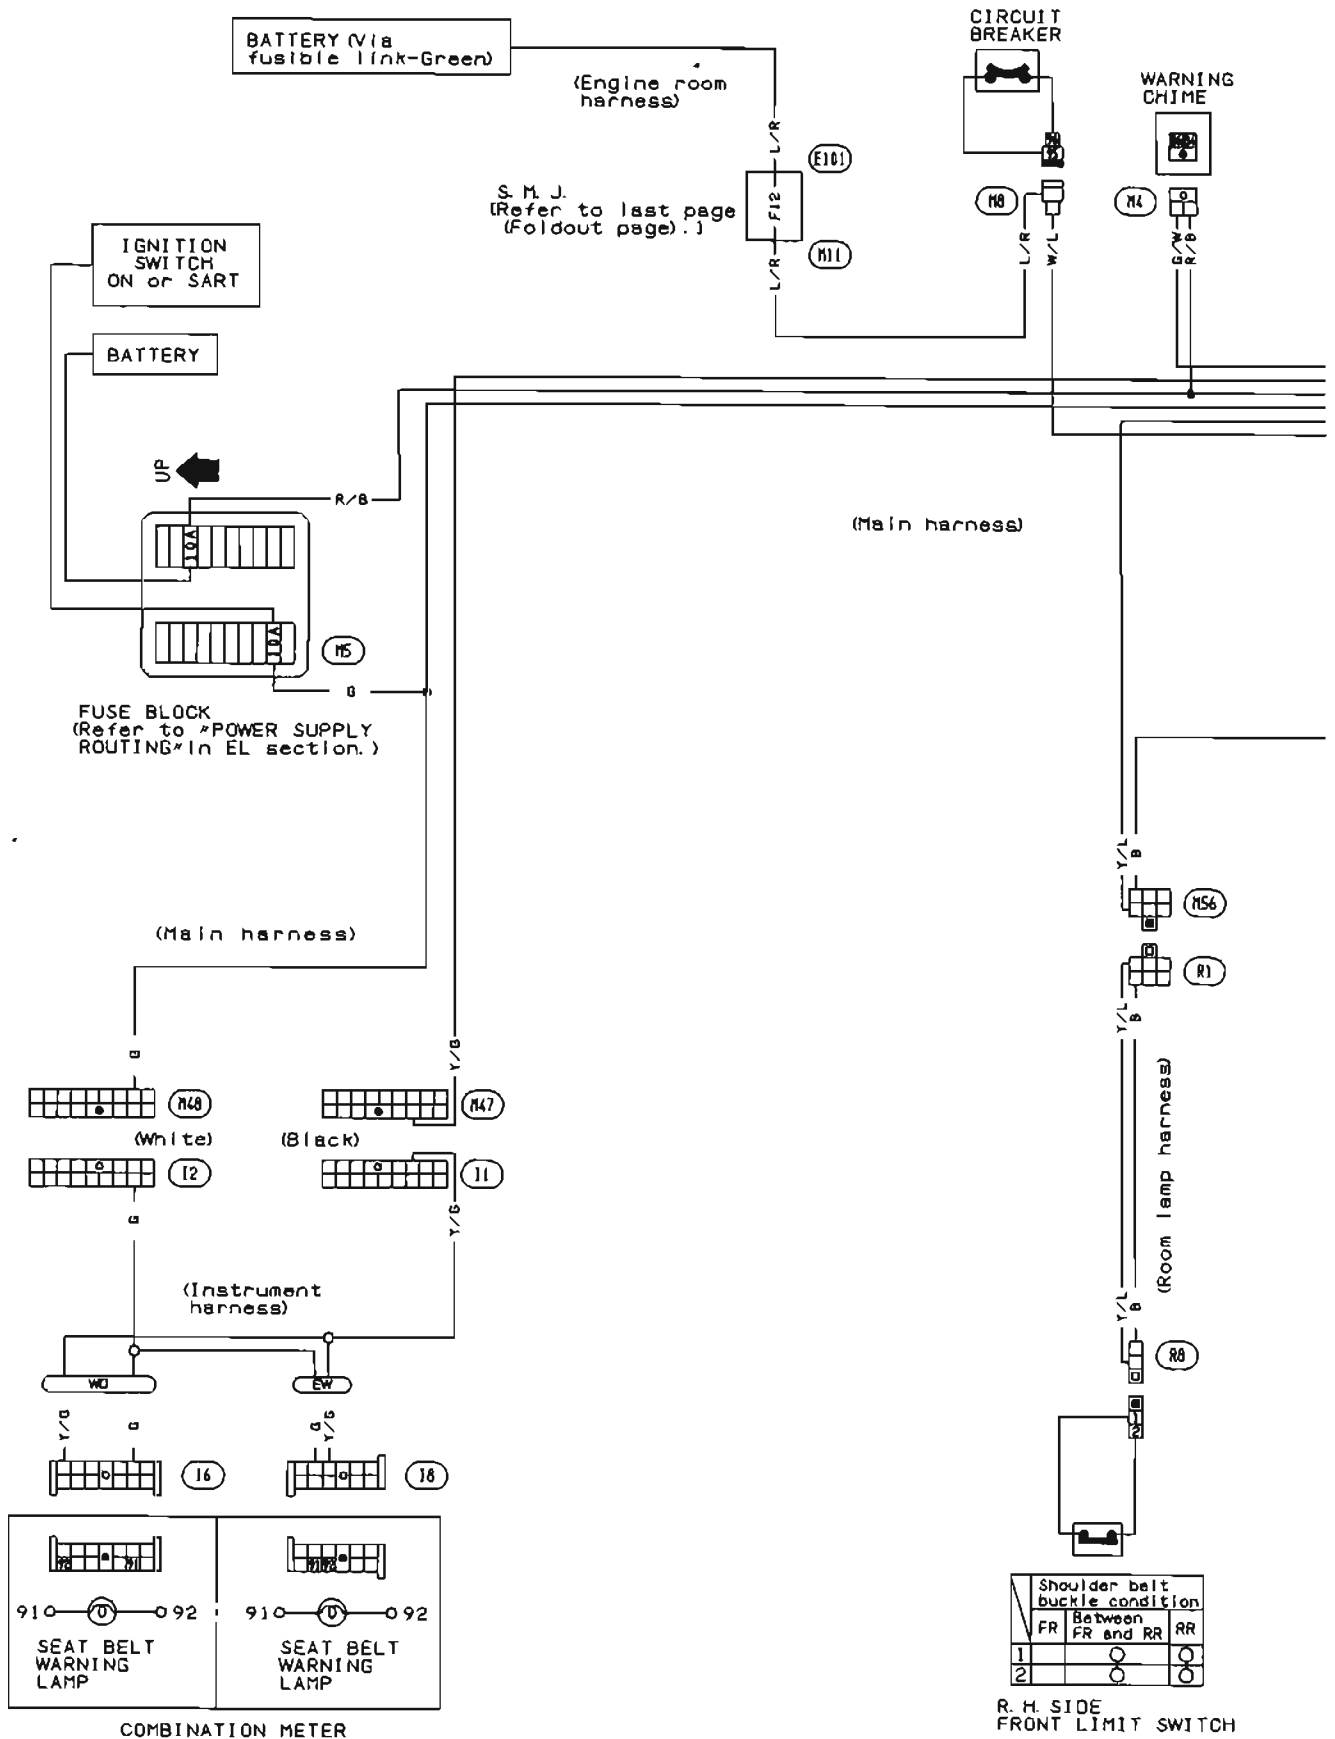 BATTERY (Via
fusible link-Green)
(Engine room
harness)
CIRCUIT
BREAKER
WARNING
CHIME
L/R
E101
S. M. J.
[Refer to last page
(Foldout page).]
F12
M11
L/R
M8
M4
L/R
W/L
G/W
R/B
IGNITION
SWITCH
ON or SART
BATTERY
UP
R/B
10A
(Main harness)
10A
M5
G
FUSE BLOCK
(Refer to "POWER SUPPLY
ROUTING" in EL section.)
Y/L
B
M56
(Main harness)
R1
Y/L
B
G
Y/G
M48
M47
(White)
(Black)
I2
I1
G
Y/G
(Room lamp harness)
(Instrument
harness)
Y/L
B
R8
WD
EW
Y/G
G
G
Y/G
1
2
I6
I8
91
92
91
92
SEAT BELT
WARNING
LAMP
SEAT BELT
WARNING
LAMP
COMBINATION METER
Shoulder belt
buckle condition
FR
Between
FR and RR
RR
1
2
R. H. SIDE
FRONT LIMIT SWITCH